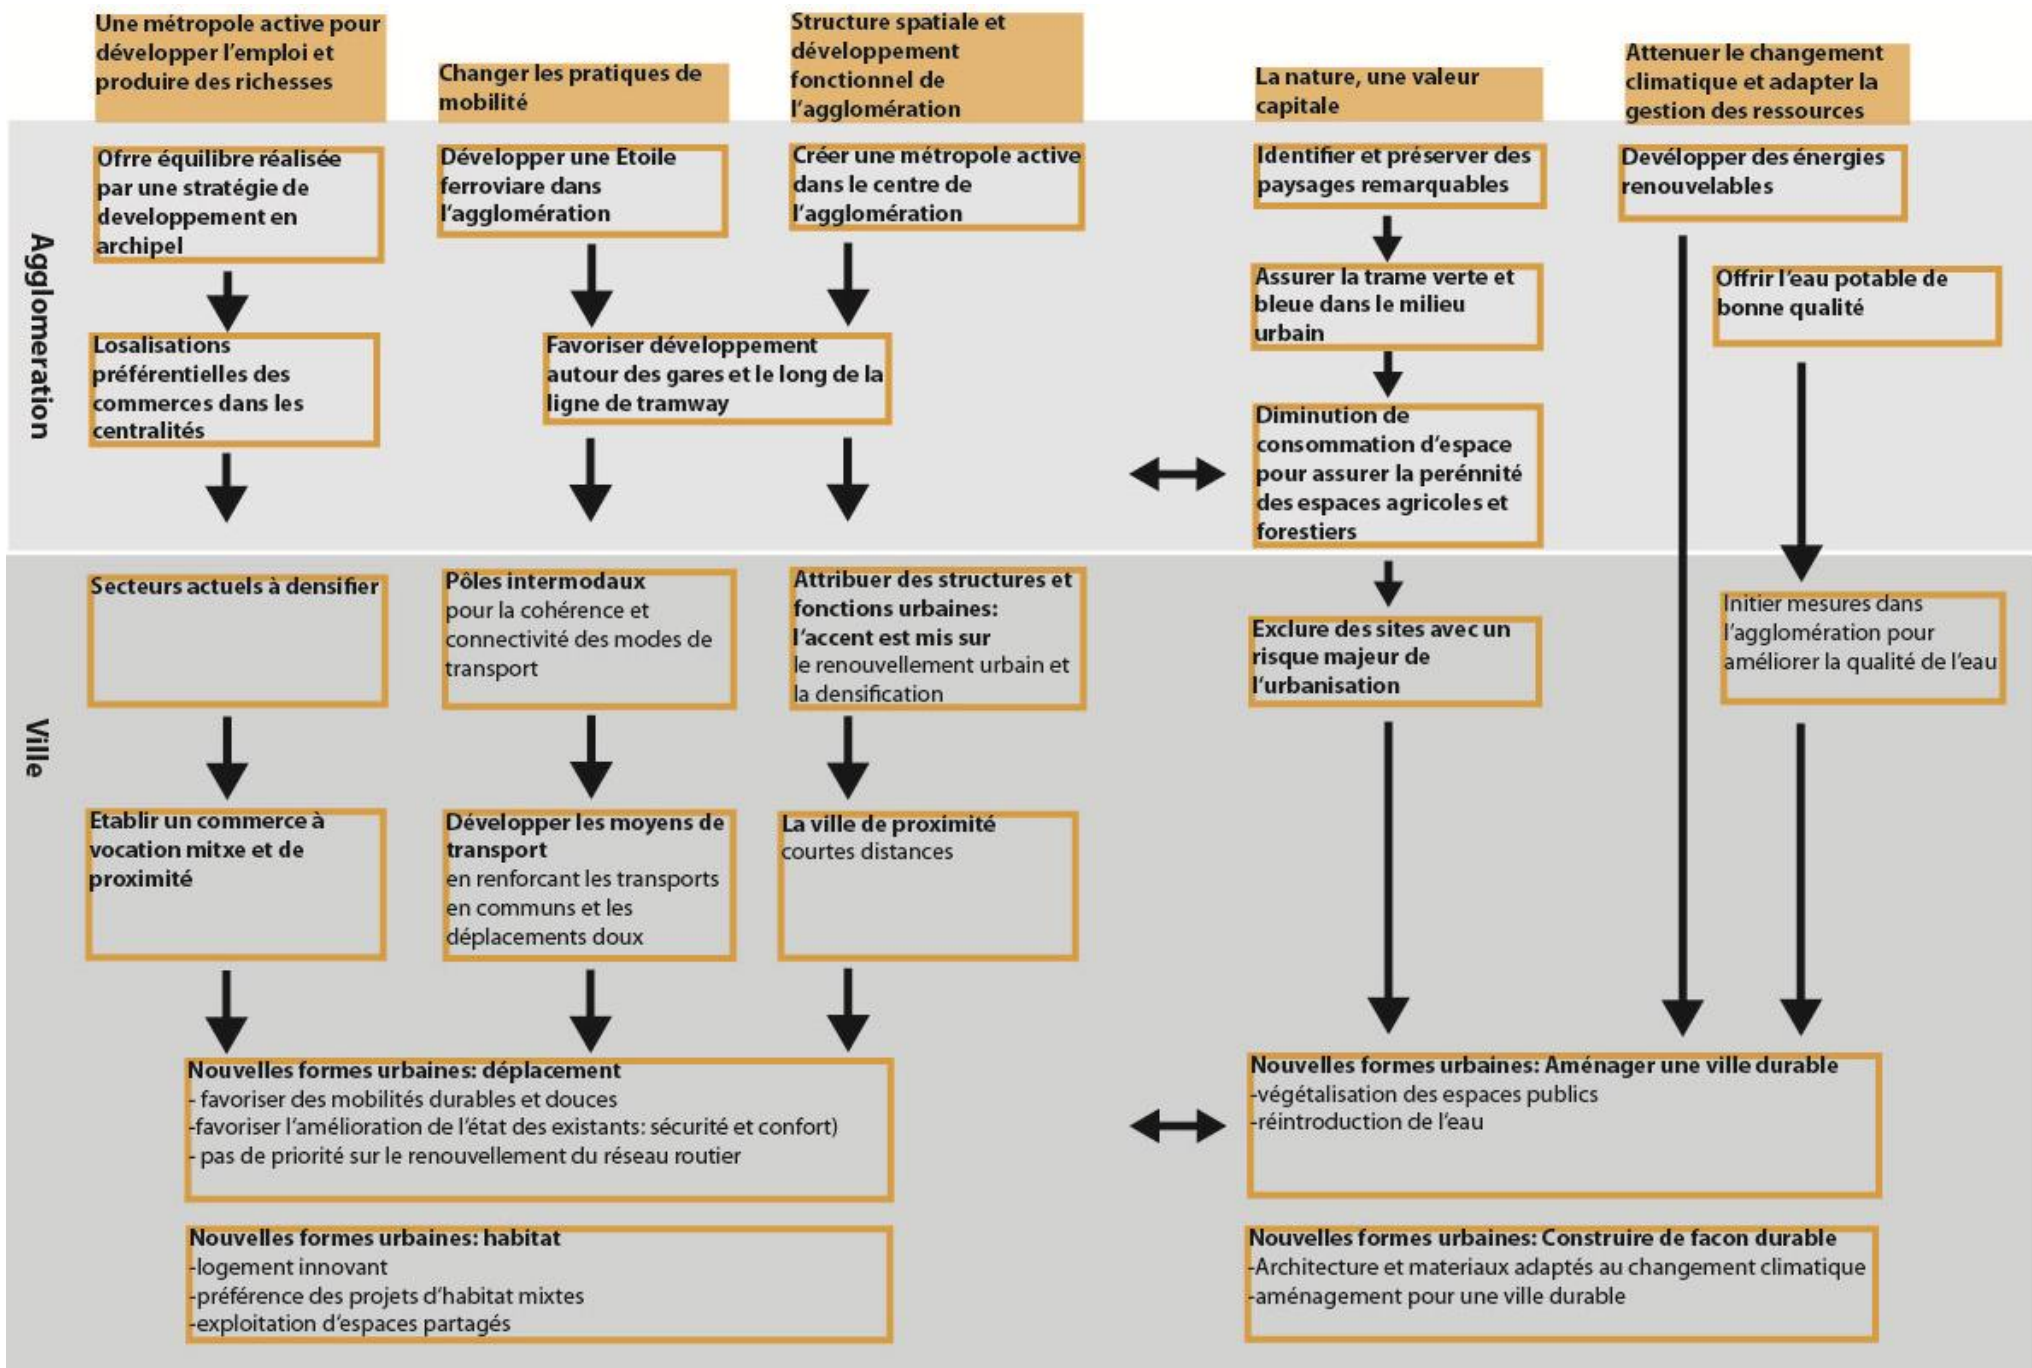 Une métropole active pour
développer l'emploi et
produire des richesses
Changer les pratiques de
mobilité
Structure spatiale et
développement
fonctionnel de
l'agglomération
La nature, une valeur
capitale
Attenuer le changement
climatique et adapter la
gestion des ressources
Agglomeration
Ofrre équilibre réalisée
par une stratégie de
developpement en
archipel
Développer une Etoile
ferroviare dans
l'agglomération
Créer une métropole active
dans le centre de
l'agglomération
Identifier et préserver des
paysages remarquables
Devélopper des énergies
renouvelables
Assurer la trame verte et
bleue dans le milieu
urbain
Offrir l'eau potable de
bonne qualité
Losalisations
préférentielles des
commerces dans les
centralités
Favoriser développement
autour des gares et le long de la
ligne de tramway
Diminution de
consommation d'espace
pour assurer la perénnité
des espaces agricoles et
forestiers
Ville
Secteurs actuels à densifier
Pôles intermodaux
pour la cohérence et
connectivité des modes de
transport
Attribuer des structures et
fonctions urbaines:
l'accent est mis sur
le renouvellement urbain et
la densification
Exclure des sites avec un
risque majeur de
l'urbanisation
Initier mesures dans
l'agglomération pour
améliorer la qualité de l'eau
Etablir un commerce à
vocation mitxe et de
proximité
Développer les moyens de
transport
en renforcant les transports
en communs et les
déplacements doux
La ville de proximité
courtes distances
Nouvelles formes urbaines: déplacement
- favoriser des mobilités durables et douces
-favoriser l'amélioration de l'état des existants: sécurité et confort)
- pas de priorité sur le renouvellement du réseau routier
Nouvelles formes urbaines: Aménager une ville durable
-végétalisation des espaces publics
-réintroduction de l'eau
Nouvelles formes urbaines: habitat
-logement innovant
-préférence des projets d'habitat mixtes
-exploitation d'espaces partagés
Nouvelles formes urbaines: Construire de facon durable
-Architecture et materiaux adaptés au changement climatique
-aménagement pour une ville durable